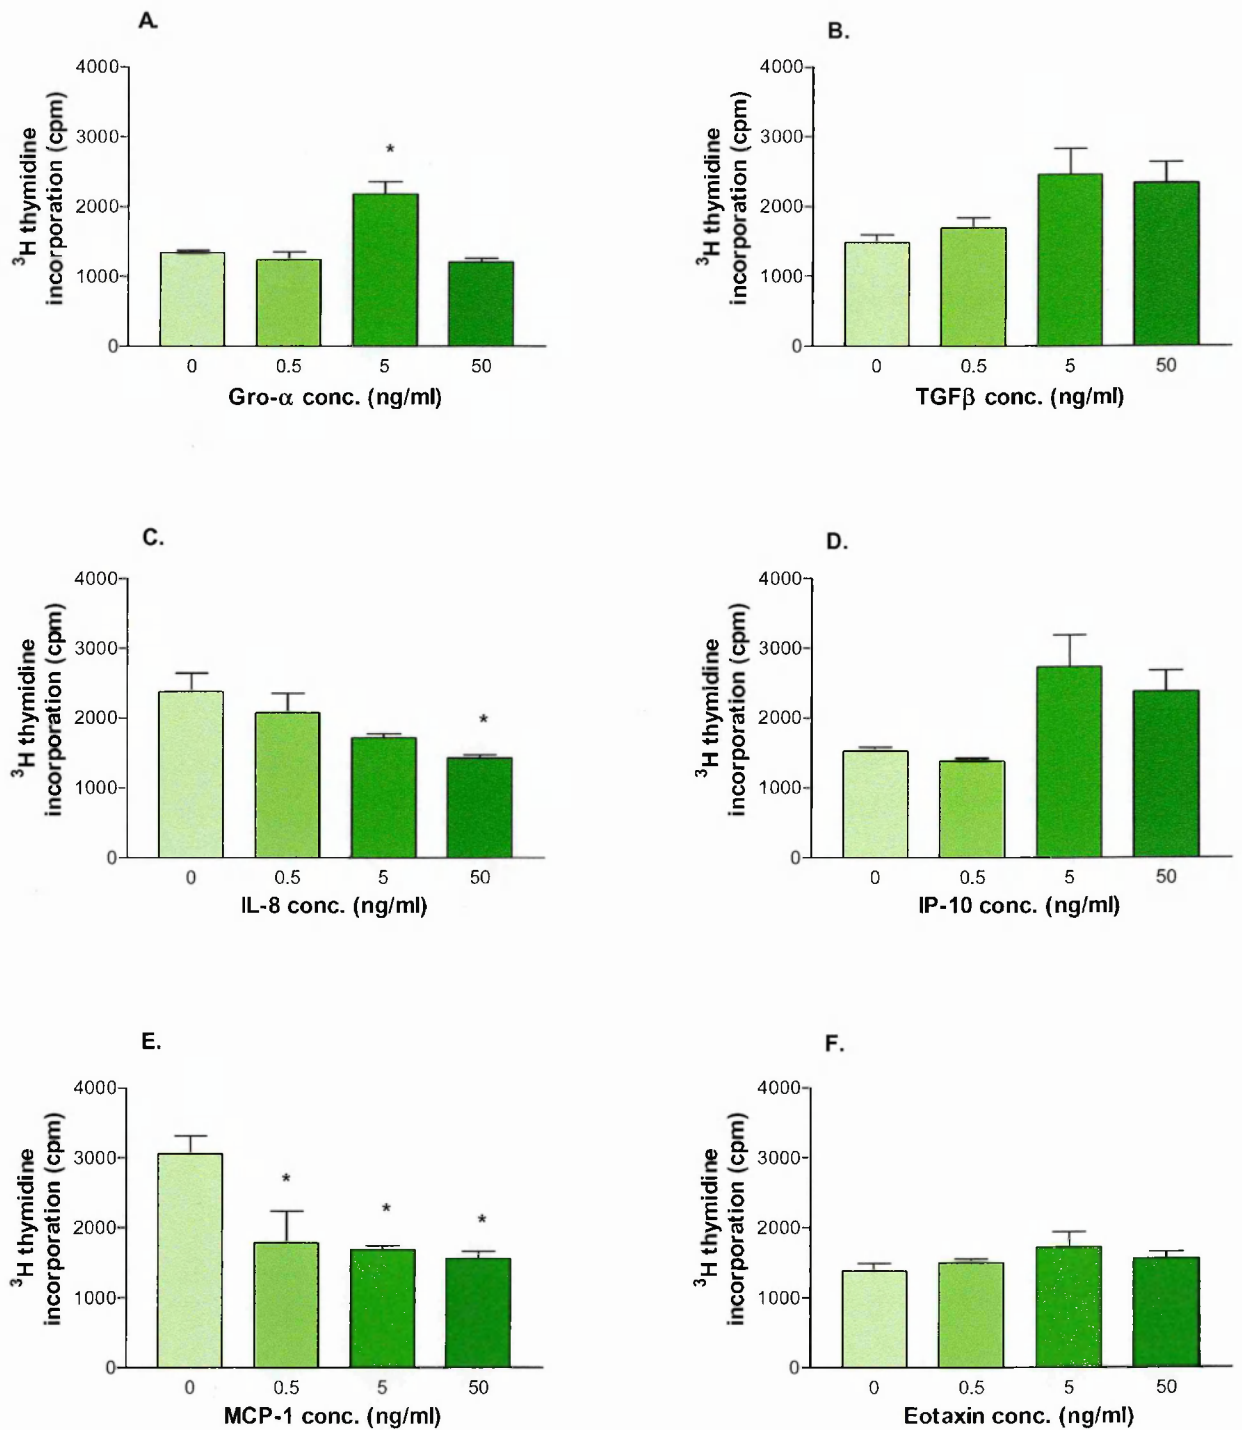 A.
³H thymidine
incorporation (cpm)
4000
3000
2000
1000
0
*
0 0.5 5 50
Gro-α conc. (ng/ml)
B.
³H thymidine
incorporation (cpm)
4000
3000
2000
1000
0
0 0.5 5 50
TGFβ conc. (ng/ml)
C.
³H thymidine
incorporation (cpm)
4000
3000
2000
1000
0
*
0 0.5 5 50
IL-8 conc. (ng/ml)
D.
³H thymidine
incorporation (cpm)
4000
3000
2000
1000
0
0 0.5 5 50
IP-10 conc. (ng/ml)
E.
³H thymidine
incorporation (cpm)
4000
3000
2000
1000
0
* * *
0 0.5 5 50
MCP-1 conc. (ng/ml)
F.
³H thymidine
incorporation (cpm)
4000
3000
2000
1000
0
0 0.5 5 50
Eotaxin conc. (ng/ml)